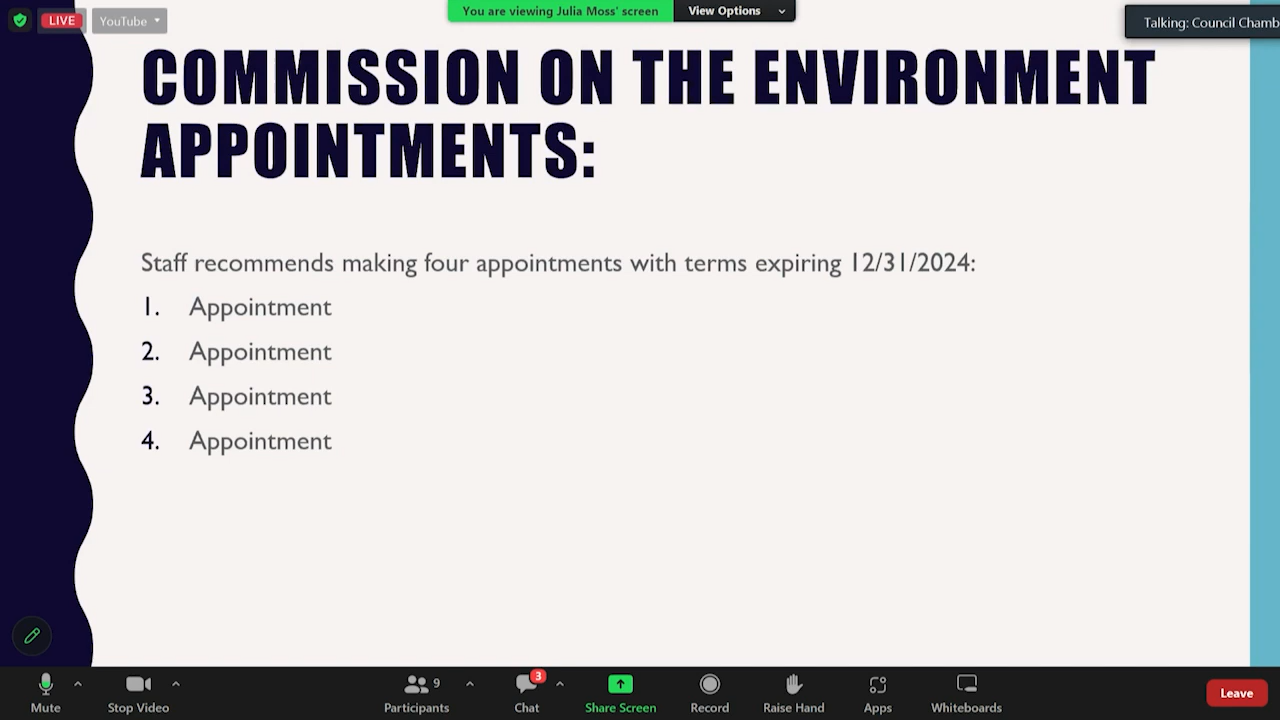 LIVE
YouTube
You are viewing Julia Moss' screen
View Options
Talking: Council Chamb
COMMISSION ON THE ENVIRONMENT
APPOINTMENTS:
Staff recommends making four appointments with terms expiring 12/31/2024:
1. Appointment
2. Appointment
3. Appointment
4. Appointment
Mute
Stop Video
9
Participants
3
Chat
Share Screen
Record
Raise Hand
Apps
Whiteboards
Leave